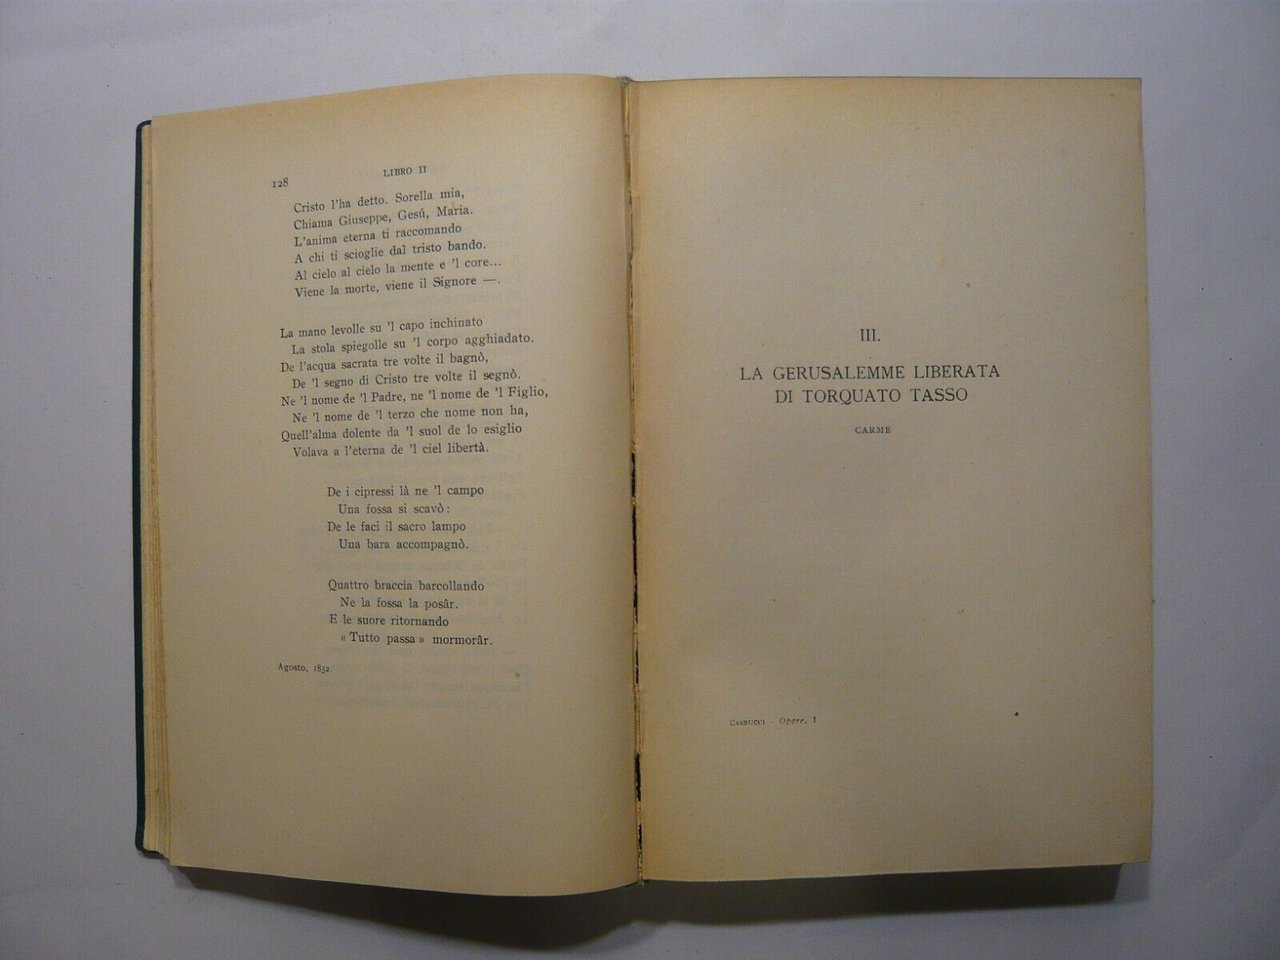 128
LIBRO II
Cristo l'ha detto. Sorella mia,
Chiama Giuseppe, Gesú, Maria.
L'anima eterna ti raccomando
A chi ti scioglie dal tristo bando.
Al cielo al cielo la mente e 'l core...
Viene la morte, viene il Signore —.
La mano levolle su 'l capo inchinato
La stola spiegolle su 'l corpo agghiadato.
De l'acqua sacrata tre volte il bagnò,
De 'l segno di Cristo tre volte il segnò.
Ne 'l nome de 'l Padre, ne 'l nome de 'l Figlio,
Ne 'l nome de 'l terzo che nome non ha,
Quell'alma dolente da 'l suol de lo esiglio
Volava a l'eterna de 'l ciel libertà.
De i cipressi là ne 'l campo
Una fossa si scavò:
De le faci il sacro lampo
Una bara accompagnò.
Quattro braccia barcollando
Ne la fossa la posâr.
E le suore ritornando
« Tutto passa » mormorâr.
Agosto, 1852
III.
LA GERUSALEMME LIBERATA
DI TORQUATO TASSO
CARME
CARDUCCI - Opere, I